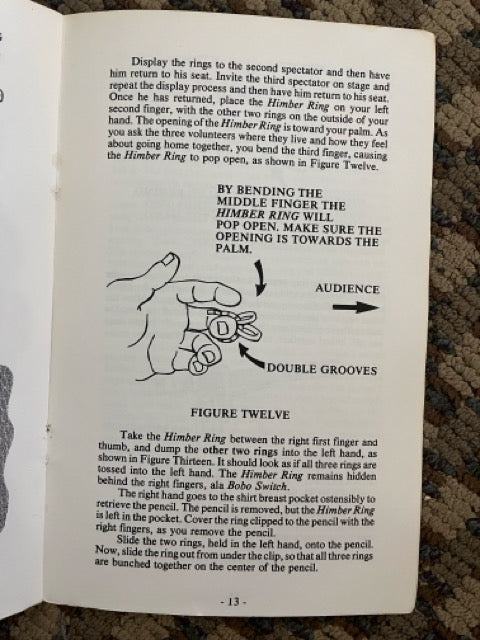 Display the rings to the second spectator and then have
him return to his seat. Invite the third spectator on stage and
repeat the display process and then have him return to his seat.
Once he has returned, place the Himber Ring on your left
second finger, with the other two rings on the outside of your
hand. The opening of the Himber Ring is toward your palm. As
you ask the three volunteers where they live and how they feel
about going home together, you bend the third finger, causing
the Himber Ring to pop open, as shown in Figure Twelve.
BY BENDING THE
MIDDLE FINGER THE
HIMBER RING WILL
POP OPEN. MAKE SURE THE
OPENING IS TOWARDS THE
PALM.
AUDIENCE
DOUBLE GROOVES
FIGURE TWELVE
Take the Himber Ring between the right first finger and
thumb, and dump the other two rings into the left hand, as
shown in Figure Thirteen. It should look as if all three rings are
tossed into the left hand. The Himber Ring remains hidden
behind the right fingers, ala Bobo Switch.
The right hand goes to the shirt breast pocket ostensibly to
retrieve the pencil. The pencil is removed, but the Himber Ring
is left in the pocket. Cover the ring clipped to the pencil with the
right fingers, as you remove the pencil.
Slide the two rings, held in the left hand, onto the pencil.
Now, slide the ring out from under the clip, so that all three rings
are bunched together on the center of the pencil.
- 13 -